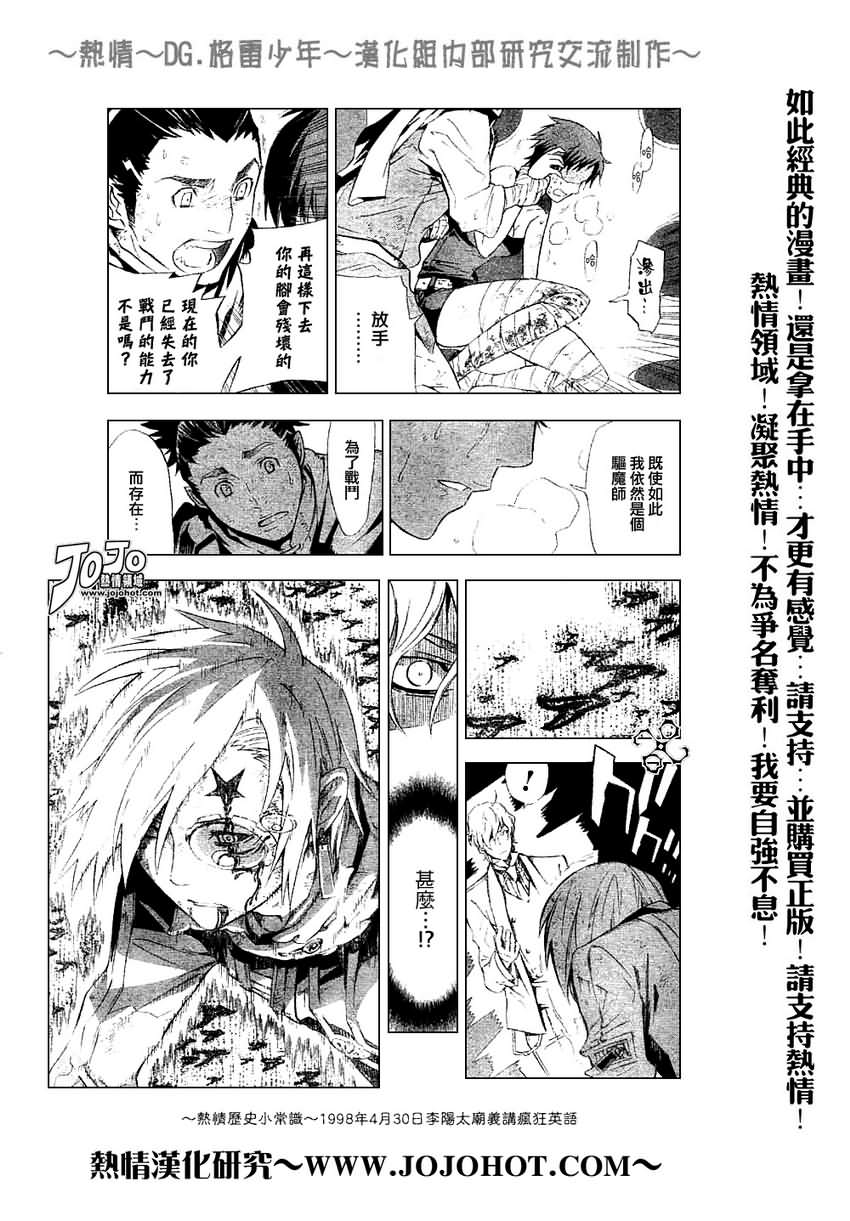 ～熱情～DG.格雷少年～漢化組內部研究交流制作～
如此經典的漫畫！還是拿在手中…才更有感覺…請支持…並購買正版！請支持熱情！
熱情領域！凝聚熱情！不為爭名奪利！我要自強不息！
哈
哈
哈
滲出…
放手
………
再這樣下去
你的腳會殘壞的
現在的你
已經失去了
戰鬥的能力
不是嗎？
既使如此
我依然是個
驅魔師
為了戰鬥
而存在…
JOJO
熱情領域
www.jojohot.com
！
甚麼…!?
～熱情歷史小常識～1998年4月30日李陽太廟義講瘋狂英語
熱情漢化研究～WWW.JOJOHOT.COM～